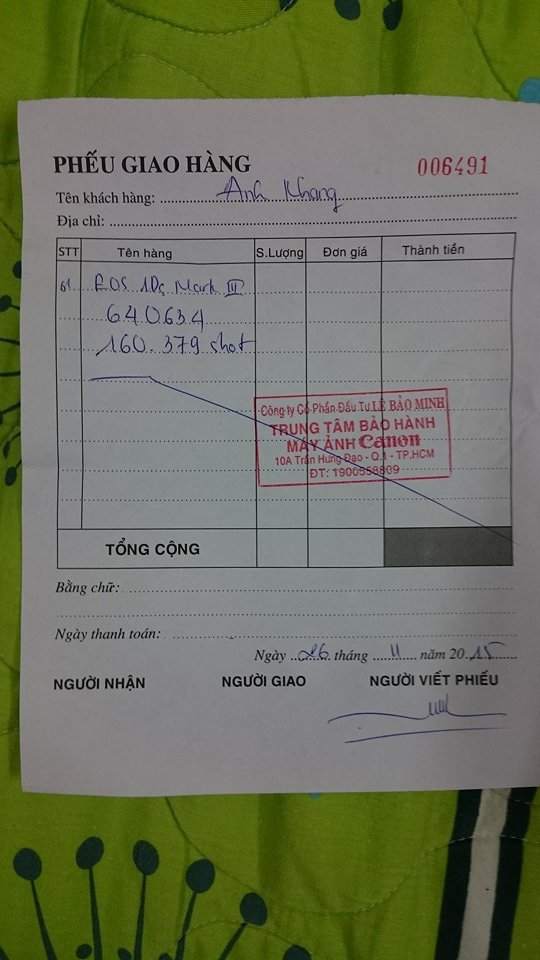 PHẾU GIAO HÀNG 006491
Tên khách hàng: Anh Khang
Địa chỉ:
STT Tên hàng S.Lượng Đơn giá Thành tiền
61 EOS 1Ds Mark III
640634
160.379 shot
Công ty Cổ Phần Đầu Tư LÊ BẢO MINH
TRUNG TÂM BẢO HÀNH
MÁY ẢNH Canon
10A Trần Hưng Đạo - Q.1 - TP.HCM
ĐT: 1900558809
TỔNG CỘNG
Bằng chữ:
Ngày thanh toán:
Ngày 26 tháng 11 năm 2015
NGƯỜI NHẬN NGƯỜI GIAO NGƯỜI VIẾT PHIẾU